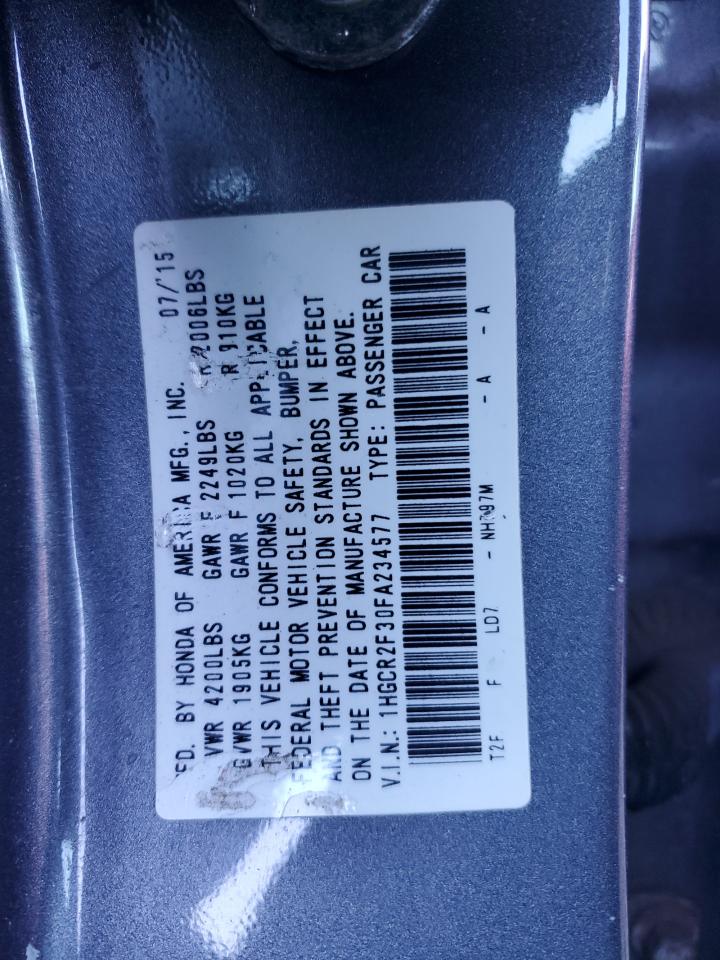 MFD. BY HONDA OF AMERICA MFG., INC. 07/'15
GVWR 4200LBS GAWR F 2249LBS R 2006LBS
GVWR 1905KG GAWR F 1020KG R 910KG
THIS VEHICLE CONFORMS TO ALL APPLICABLE
FEDERAL MOTOR VEHICLE SAFETY, BUMPER,
AND THEFT PREVENTION STANDARDS IN EFFECT
ON THE DATE OF MANUFACTURE SHOWN ABOVE.
V.I.N.: 1HGCR2F30FA234577 TYPE: PASSENGER CAR
T2F F LD7 - NH797M - A - A